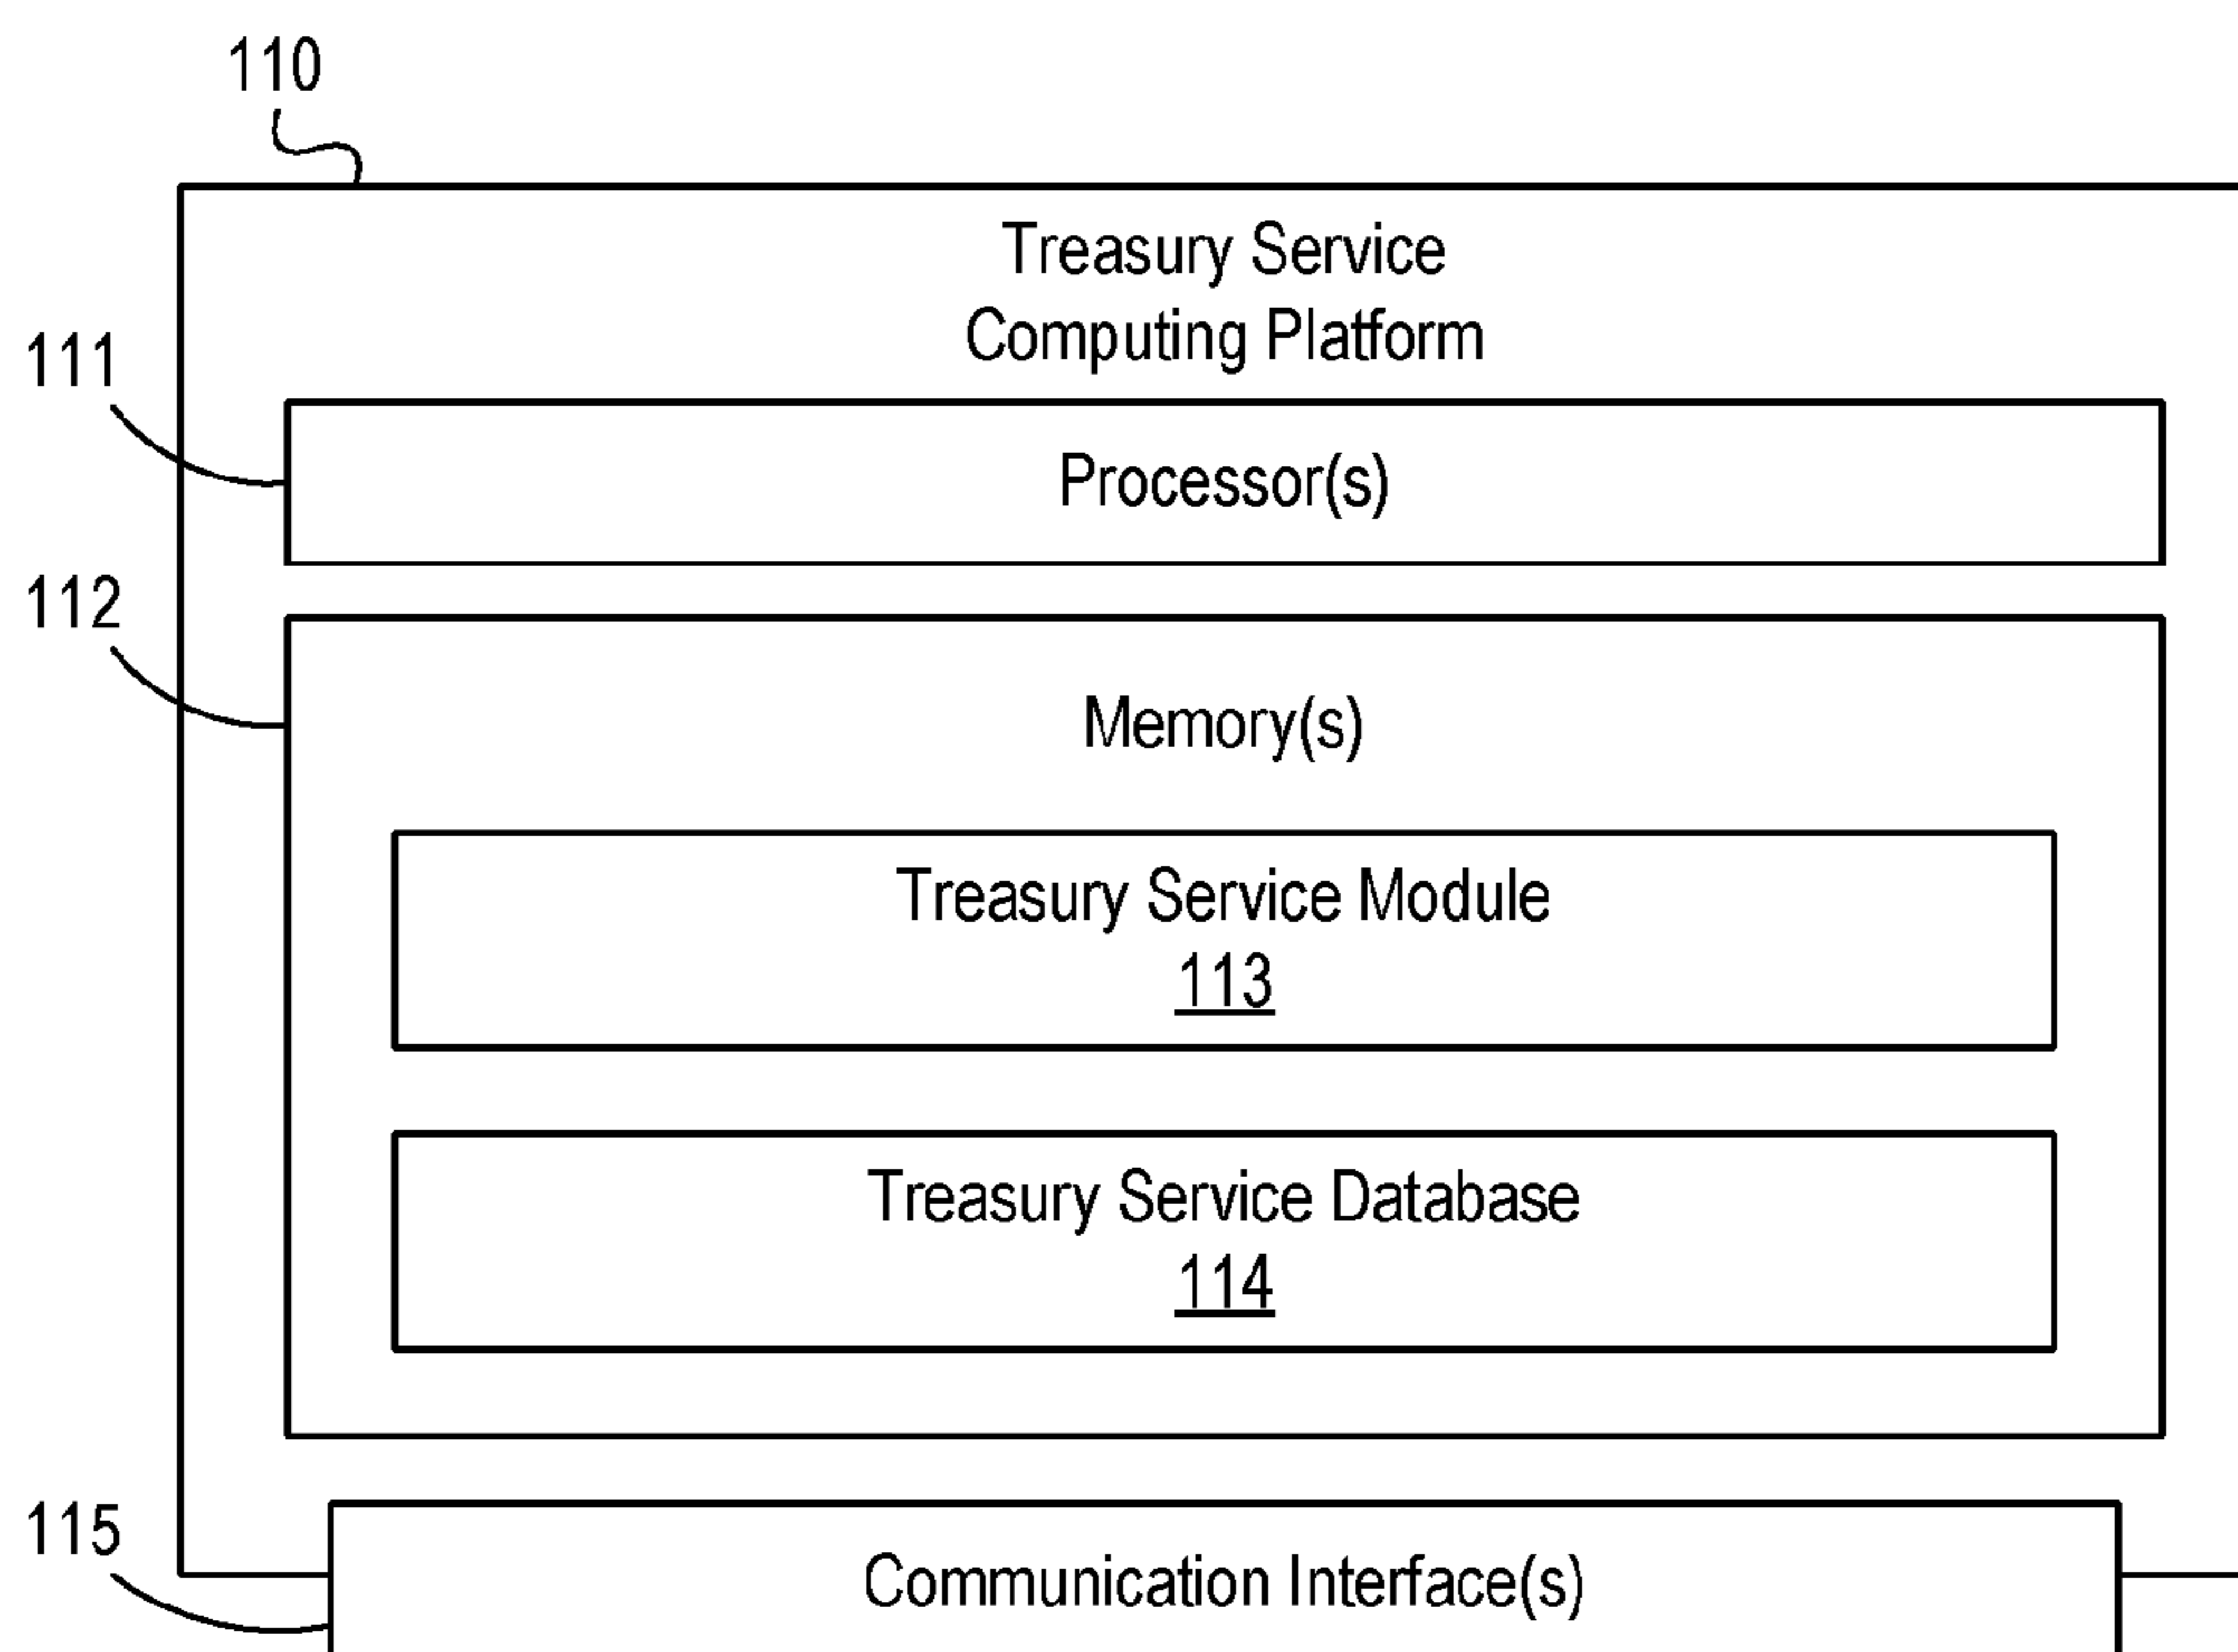 110
Treasury Service
Computing Platform
111
Processor(s)
112
Memory(s)
Treasury Service Module
113
Treasury Service Database
114
115
Communication Interface(s)